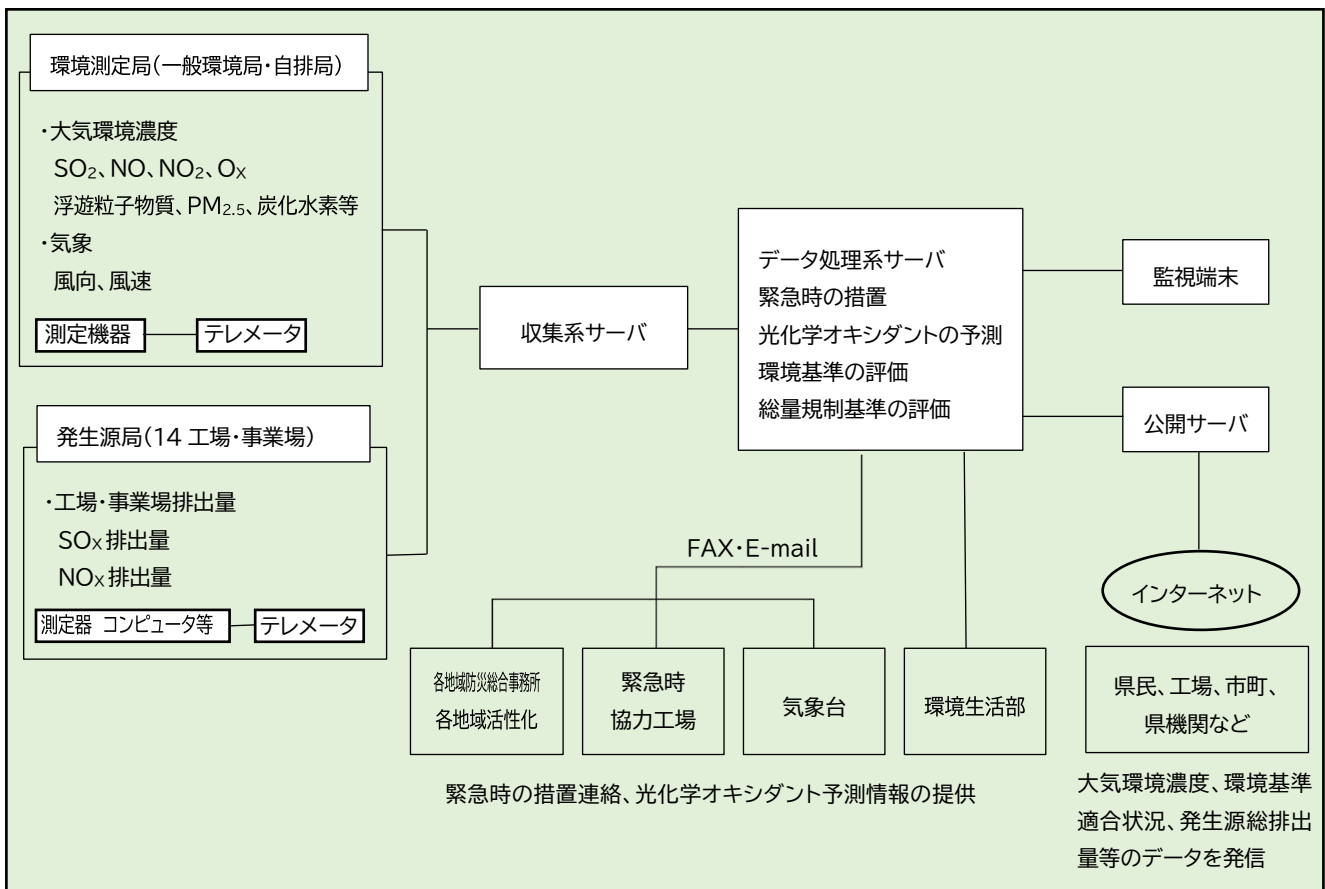 環境測定局(一般環境局・自排局)
・大気環境濃度
SO₂、NO、NO₂、Oₓ
浮遊粒子物質、PM₂.₅、炭化水素等
・気象
風向、風速
測定機器
テレメータ
発生源局(14 工場・事業場)
・工場・事業場排出量
SOₓ排出量
NOₓ排出量
測定器 コンピュータ等
テレメータ
収集系サーバ
データ処理系サーバ
緊急時の措置
光化学オキシダントの予測
環境基準の評価
総量規制基準の評価
監視端末
公開サーバ
インターネット
FAX・E-mail
各地域防災総合事務所
各地域活性化
緊急時
協力工場
気象台
環境生活部
県民、工場、市町、
県機関など
緊急時の措置連絡、光化学オキシダント予測情報の提供
大気環境濃度、環境基準
適合状況、発生源総排出
量等のデータを発信